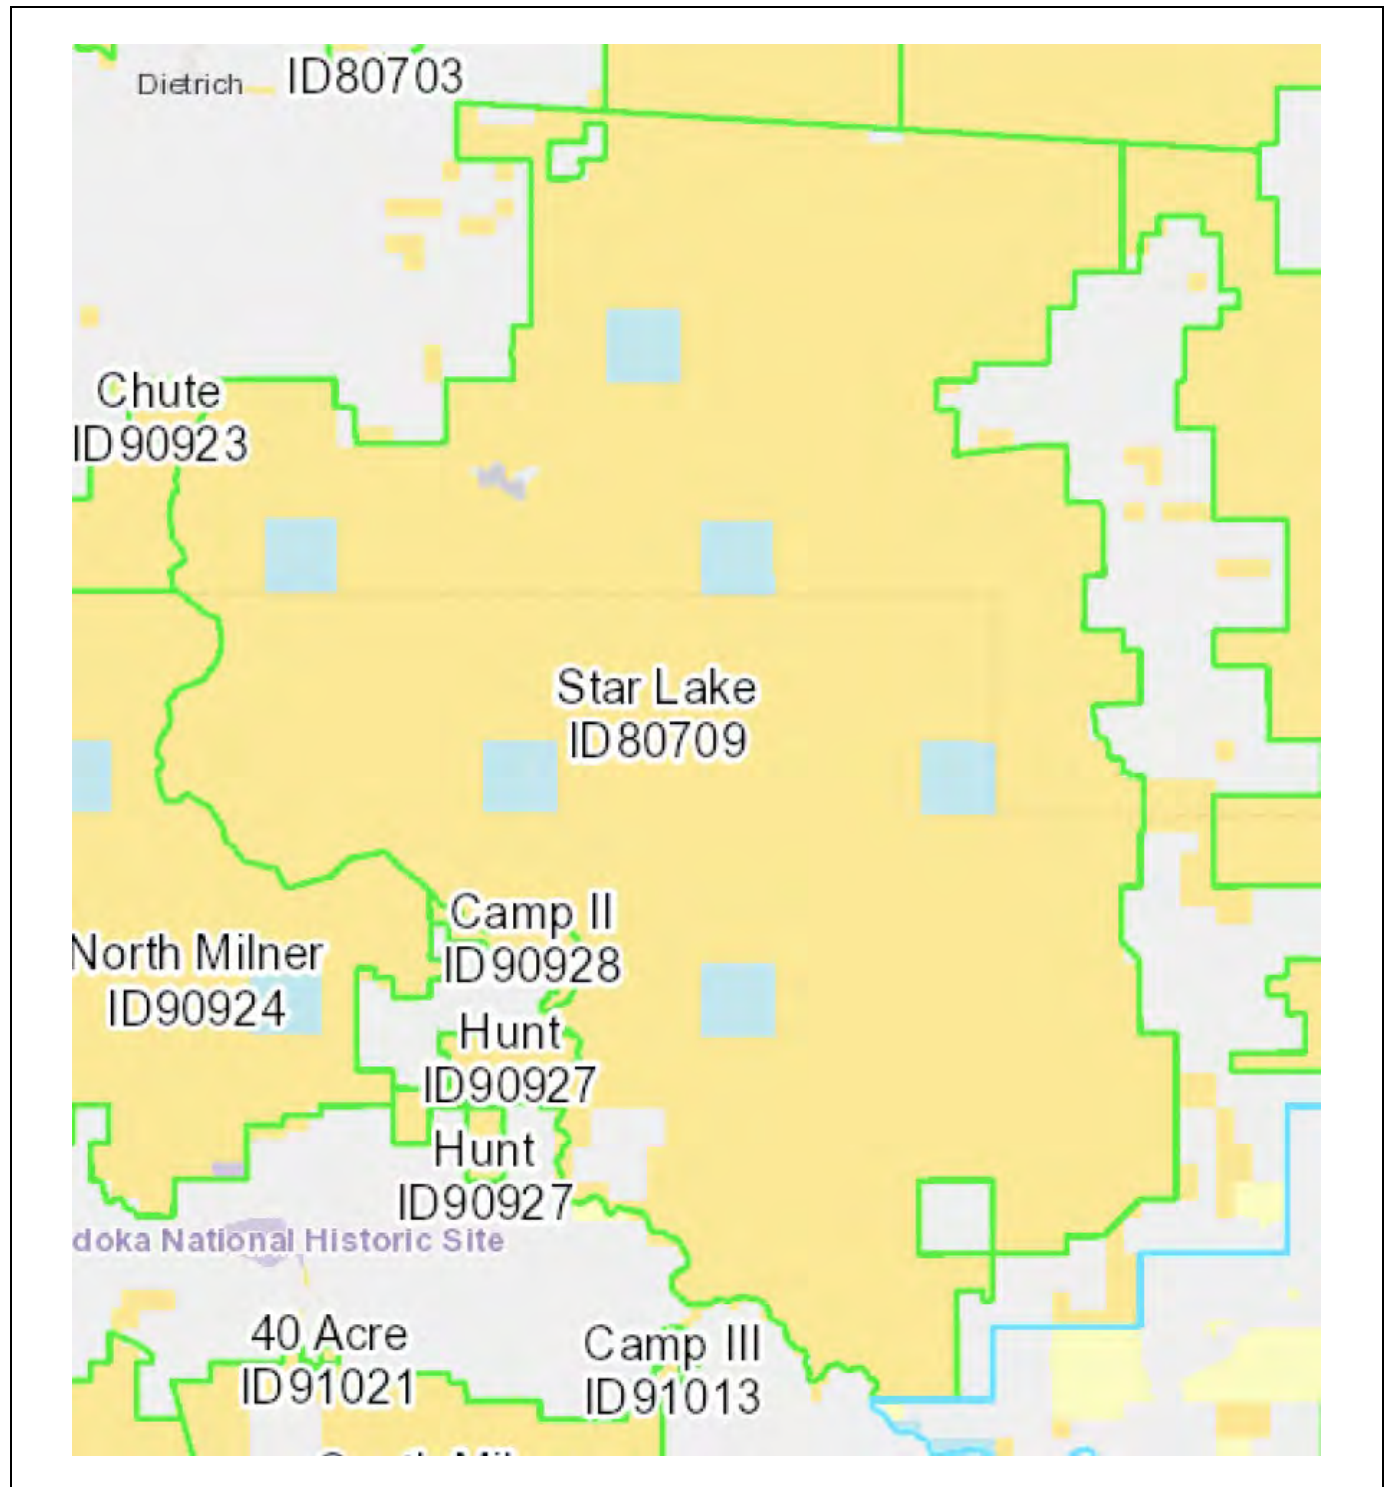 Dietrich
ID80703
Chute
ID90923
Star Lake
ID80709
Camp II
ID90928
North Milner
ID90924
Hunt
ID90927
Hunt
ID90927
doka National Historic Site
40 Acre
ID91021
Camp III
ID91013